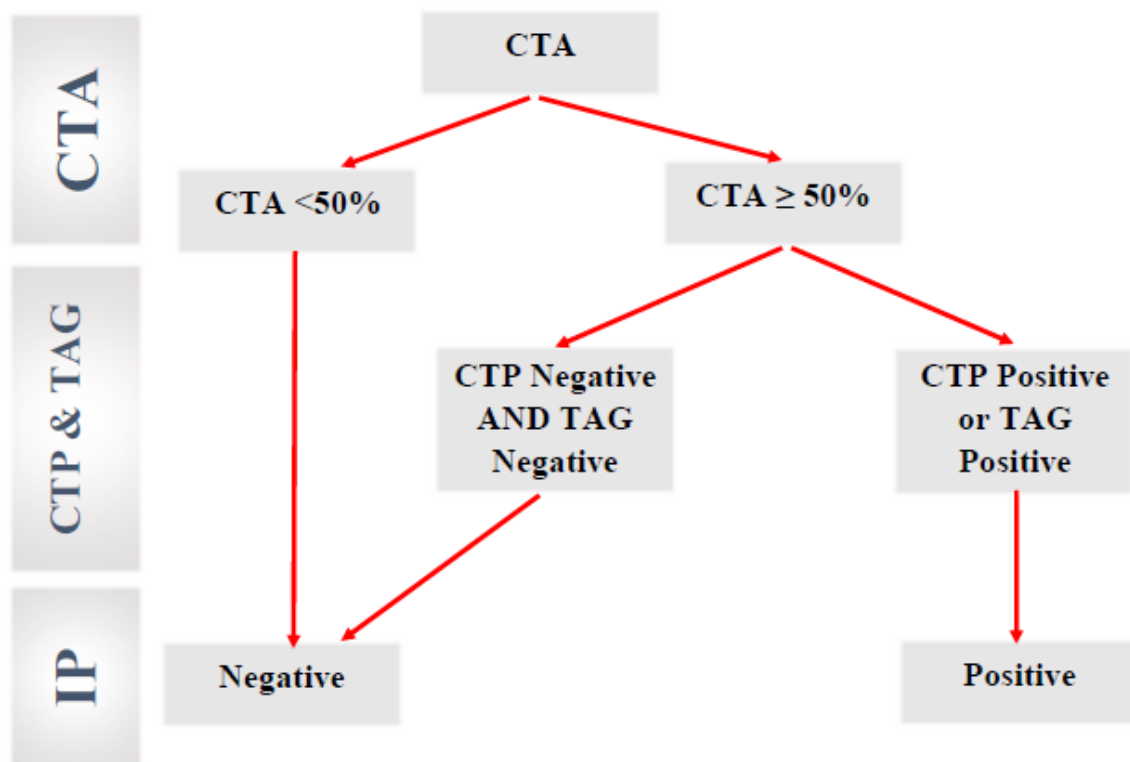 CTA
CTA
CTA <50%
CTA ≥ 50%
CTP & TAG
CTP Negative
AND TAG
Negative
CTP Positive
or TAG
Positive
IP
Negative
Positive